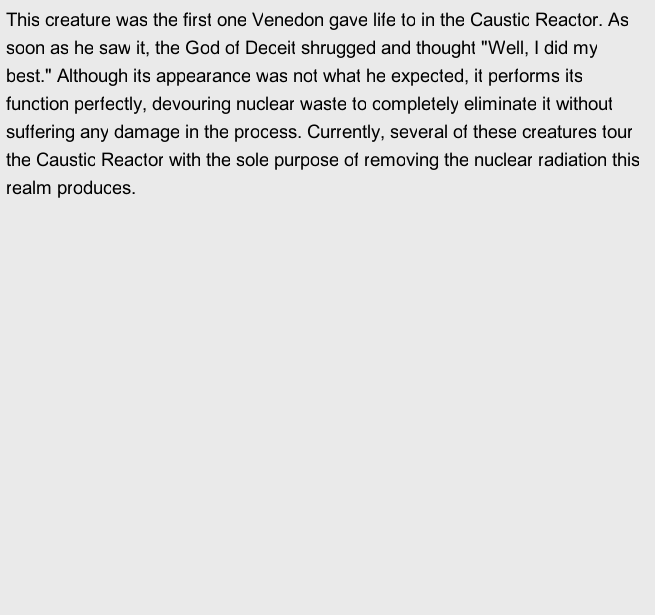 This creature was the first one Venedon gave life to in the Caustic Reactor. As
soon as he saw it, the God of Deceit shrugged and thought "Well, I did my
best." Although its appearance was not what he expected, it performs its
function perfectly, devouring nuclear waste to completely eliminate it without
suffering any damage in the process. Currently, several of these creatures tour
the Caustic Reactor with the sole purpose of removing the nuclear radiation this
realm produces.